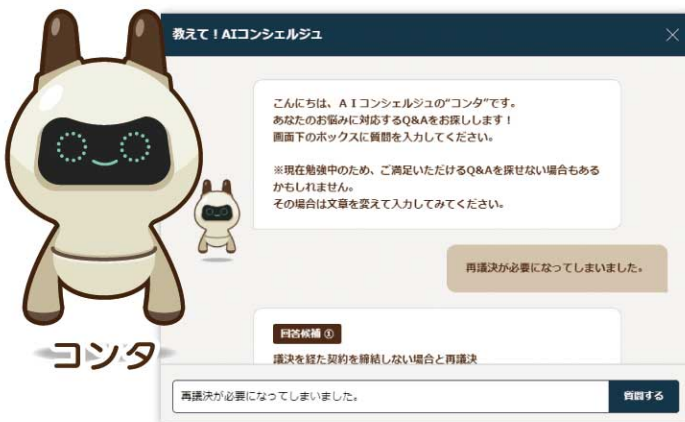 教えて！AIコンシェルジュ
こんにちは、ＡＩコンシェルジュの“コンタ”です。
あなたのお悩みに対応するQ&Aをお探しします！
画面下のボックスに質問を入力してください。
※現在勉強中のため、ご満足いただけるQ&Aを探せない場合もある
かもしれません。
その場合は文章を変えて入力してみてください。
再議決が必要になってしまいました。
回答候補 ①
議決を経た契約を締結しない場合と再議決
コンタ
再議決が必要になってしまいました。
質問する